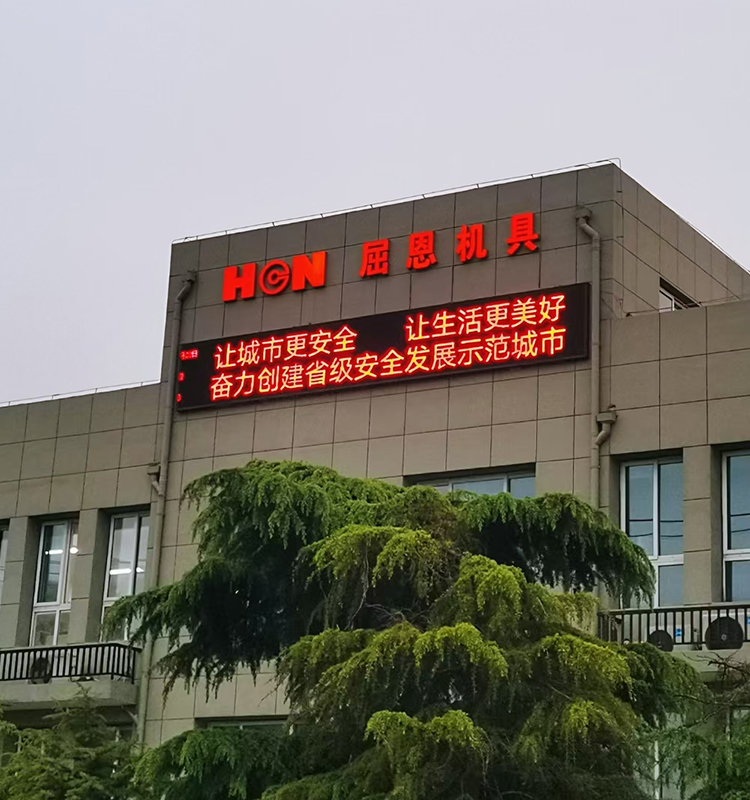 HGN 屈恩机具
让城市更安全 让生活更美好
奋力创建省级安全发展示范城市